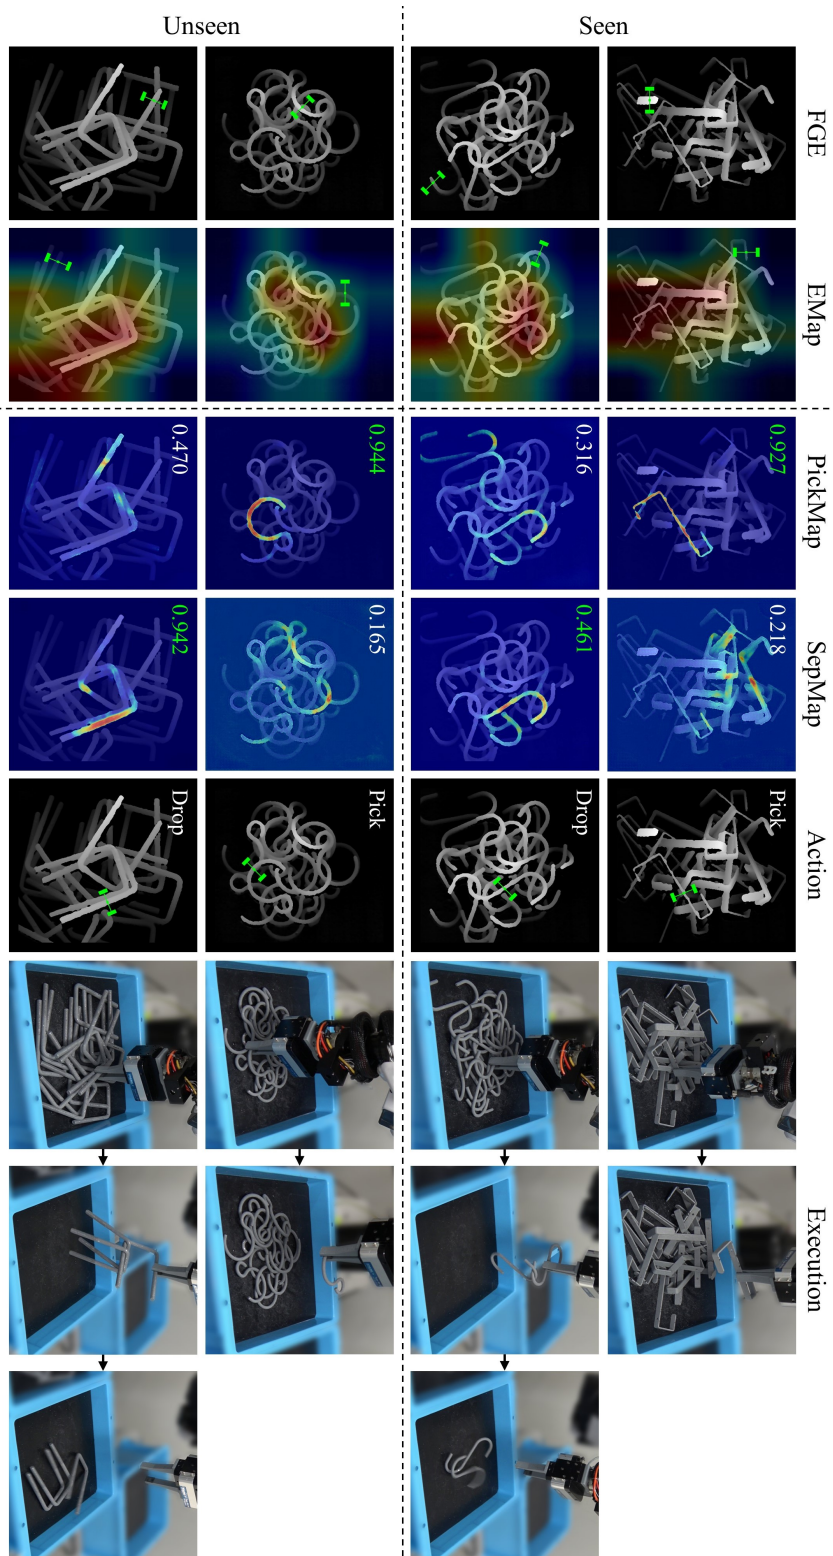 Unseen
Seen
FGE
EMap
0.470
0.944
0.316
0.927
PickMap
0.942
0.165
0.461
0.218
SepMap
Drop
Pick
Drop
Pick
Action
Execution